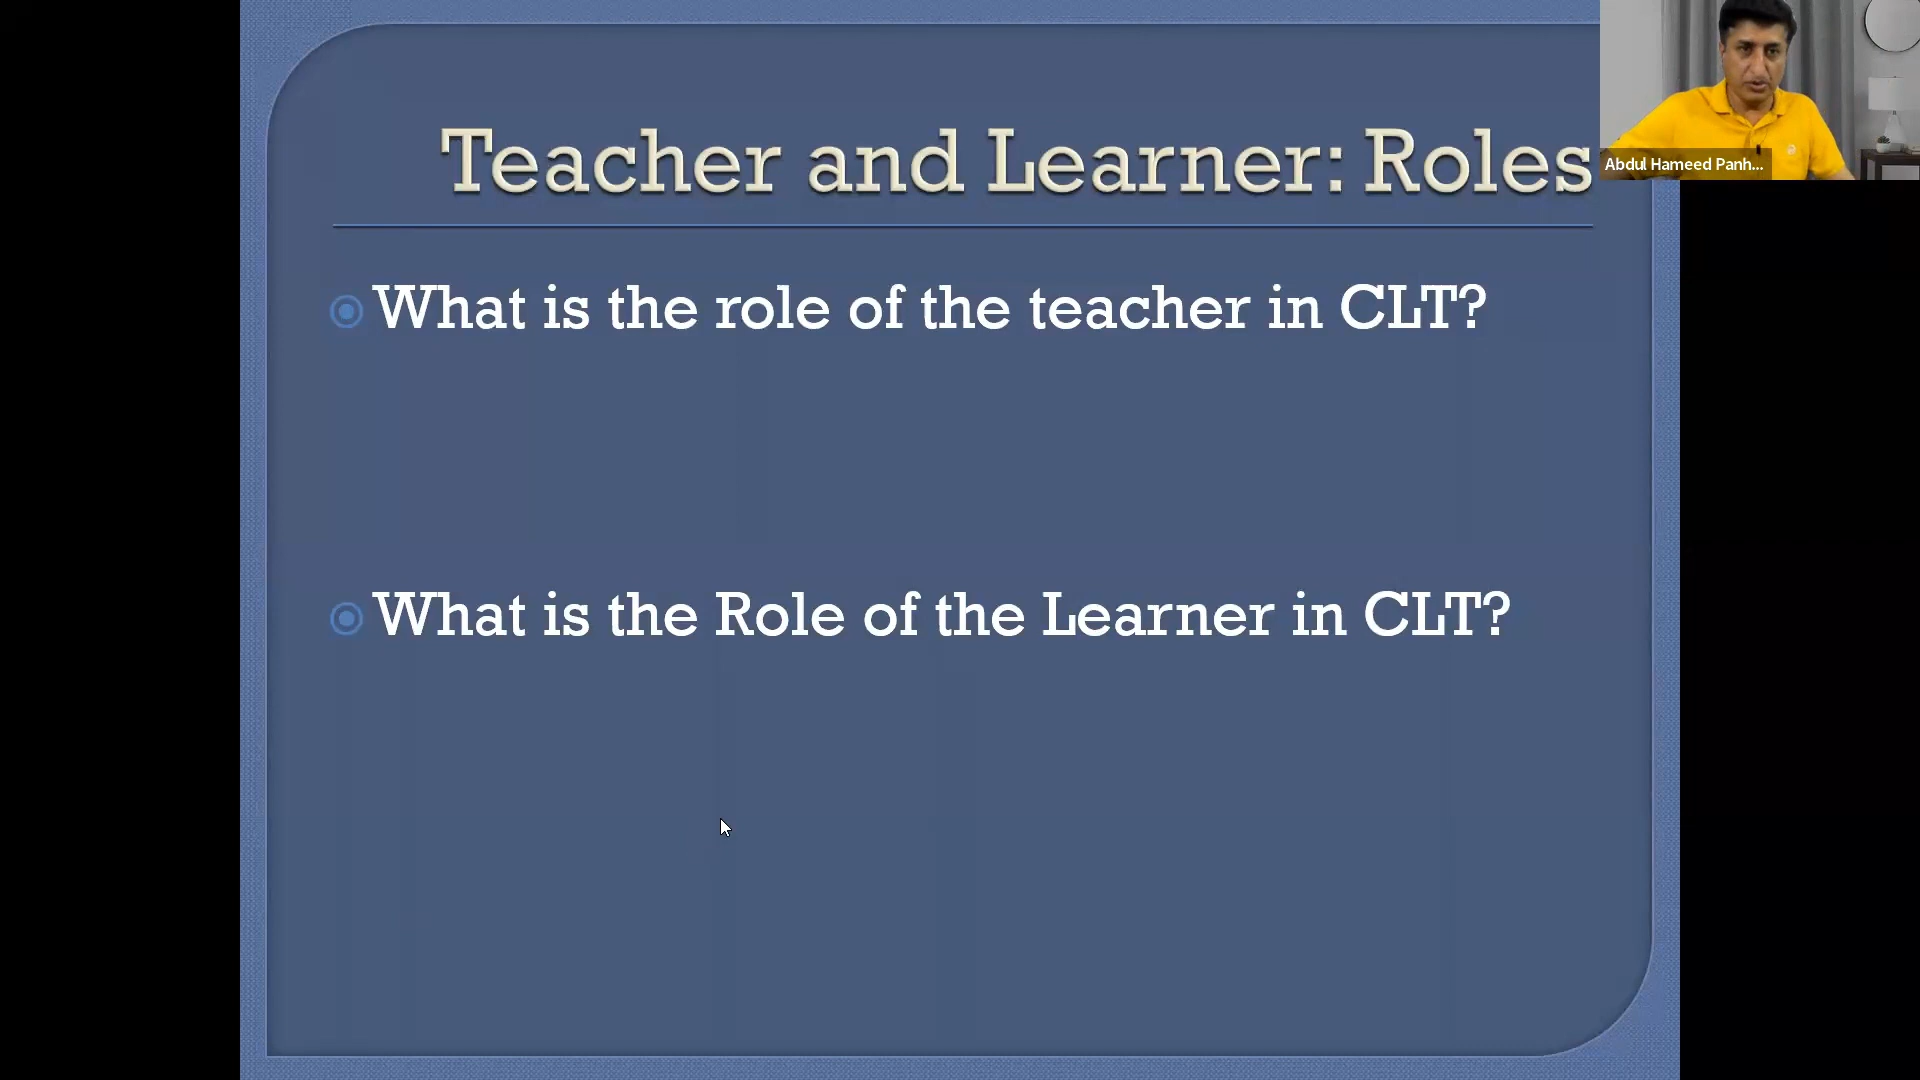 Teacher and Learner: Roles
Abdul Hameed Panh...
What is the role of the teacher in CLT?
What is the Role of the Learner in CLT?